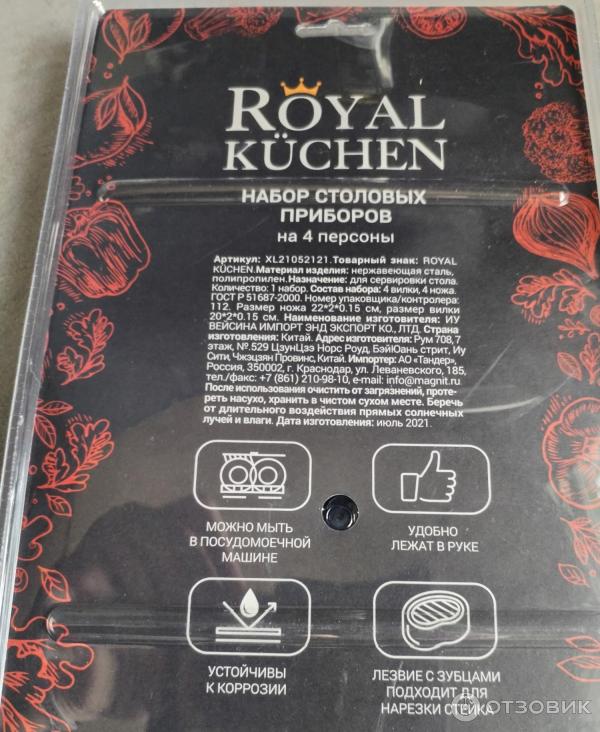 ROYAL
KÜCHEN
НАБОР СТОЛОВЫХ
ПРИБОРОВ
на 4 персоны
Артикул: XL21052121.Товарный знак: ROYAL
KÜCHEN.Материал изделия: нержавеющая сталь,
полипропилен.Назначение: для сервировки стола.
Количество: 1 набор. Состав набора: 4 вилки, 4 ножа.
ГОСТ Р 51687-2000. Номер упаковщика/контролера:
112. Размер ножа 22*2*0.15 см, размер вилки
20*2*0.15 см. Наименование изготовителя: ИУ
ВЕЙСИНА ИМПОРТ ЭНД ЭКСПОРТ КО., ЛТД. Страна
изготовления: Китай. Адрес изготовителя: Рум 708,7
этаж, №.529 ЦзунЦзэ Норс Роуд, БэйЮань стрит, Иу
Сити, Чжэцзян Провинс, Китай. Импортер: АО «Тандер»,
Россия, 350002, г. Краснодар, ул. Леваневского, 185,
тел./факс: +7 (861) 210-98-10, e-mail: info@magnit.ru
После использования очистить от загрязнений, проте-
реть насухо, хранить в чистом сухом месте. Беречь
от длительного воздействия прямых солнечных
лучей и влаги. Дата изготовления: июль 2021.
МОЖНО МЫТЬ
В ПОСУДОМОЕЧНОЙ
МАШИНЕ
УДОБНО
ЛЕЖАТ В РУКЕ
УСТОЙЧИВЫ
К КОРРОЗИИ
ЛЕЗВИЕ С ЗУБЦАМИ
ПОДХОДИТ ДЛЯ
НАРЕЗКИ СТЕЙКА
ОТЗОВИК